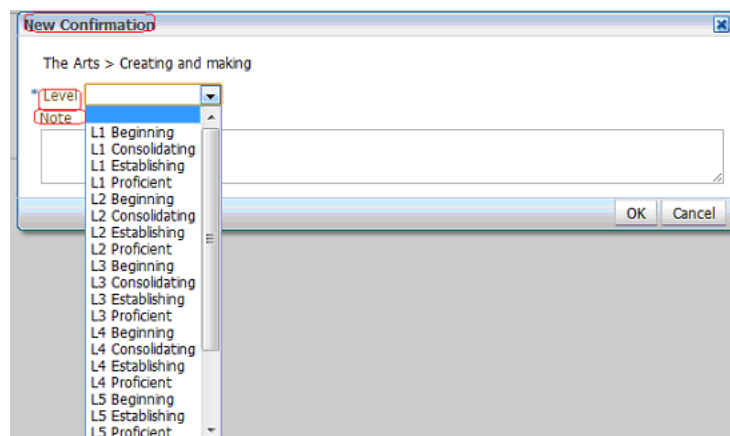 New Confirmation
The Arts > Creating and making
* Level
Note
L1 Beginning
L1 Consolidating
L1 Establishing
L1 Proficient
L2 Beginning
L2 Consolidating
L2 Establishing
L2 Proficient
L3 Beginning
L3 Consolidating
L3 Establishing
L3 Proficient
L4 Beginning
L4 Consolidating
L4 Establishing
L4 Proficient
L5 Beginning
L5 Establishing
L5 Proficient
OK Cancel